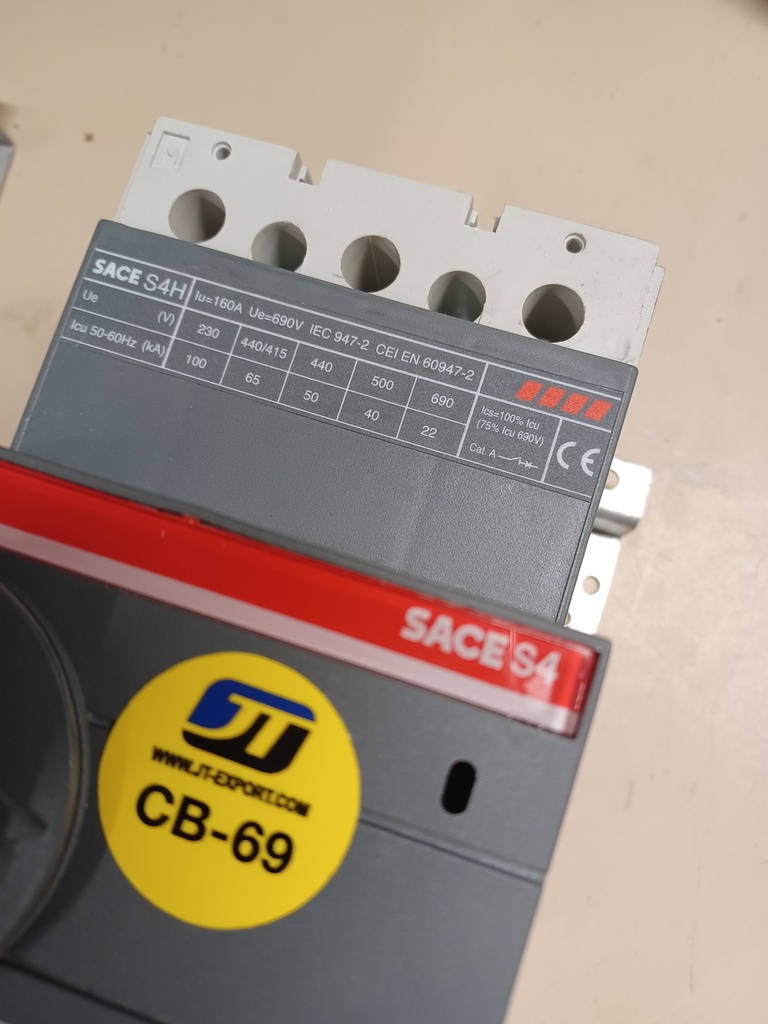 SACE S4H Iu=160A Ue=690V IEC 947-2 CEI EN 60947-2
Ue (V) 230 440/415 440 500 690
Icu 50-60Hz (kA) 100 65 50 40 22
Ics=100% Icu
(75% Icu 690V)
Cat. A
CE
SACE S4
JT
WWW.JT-EXPORT.COM
CB-69